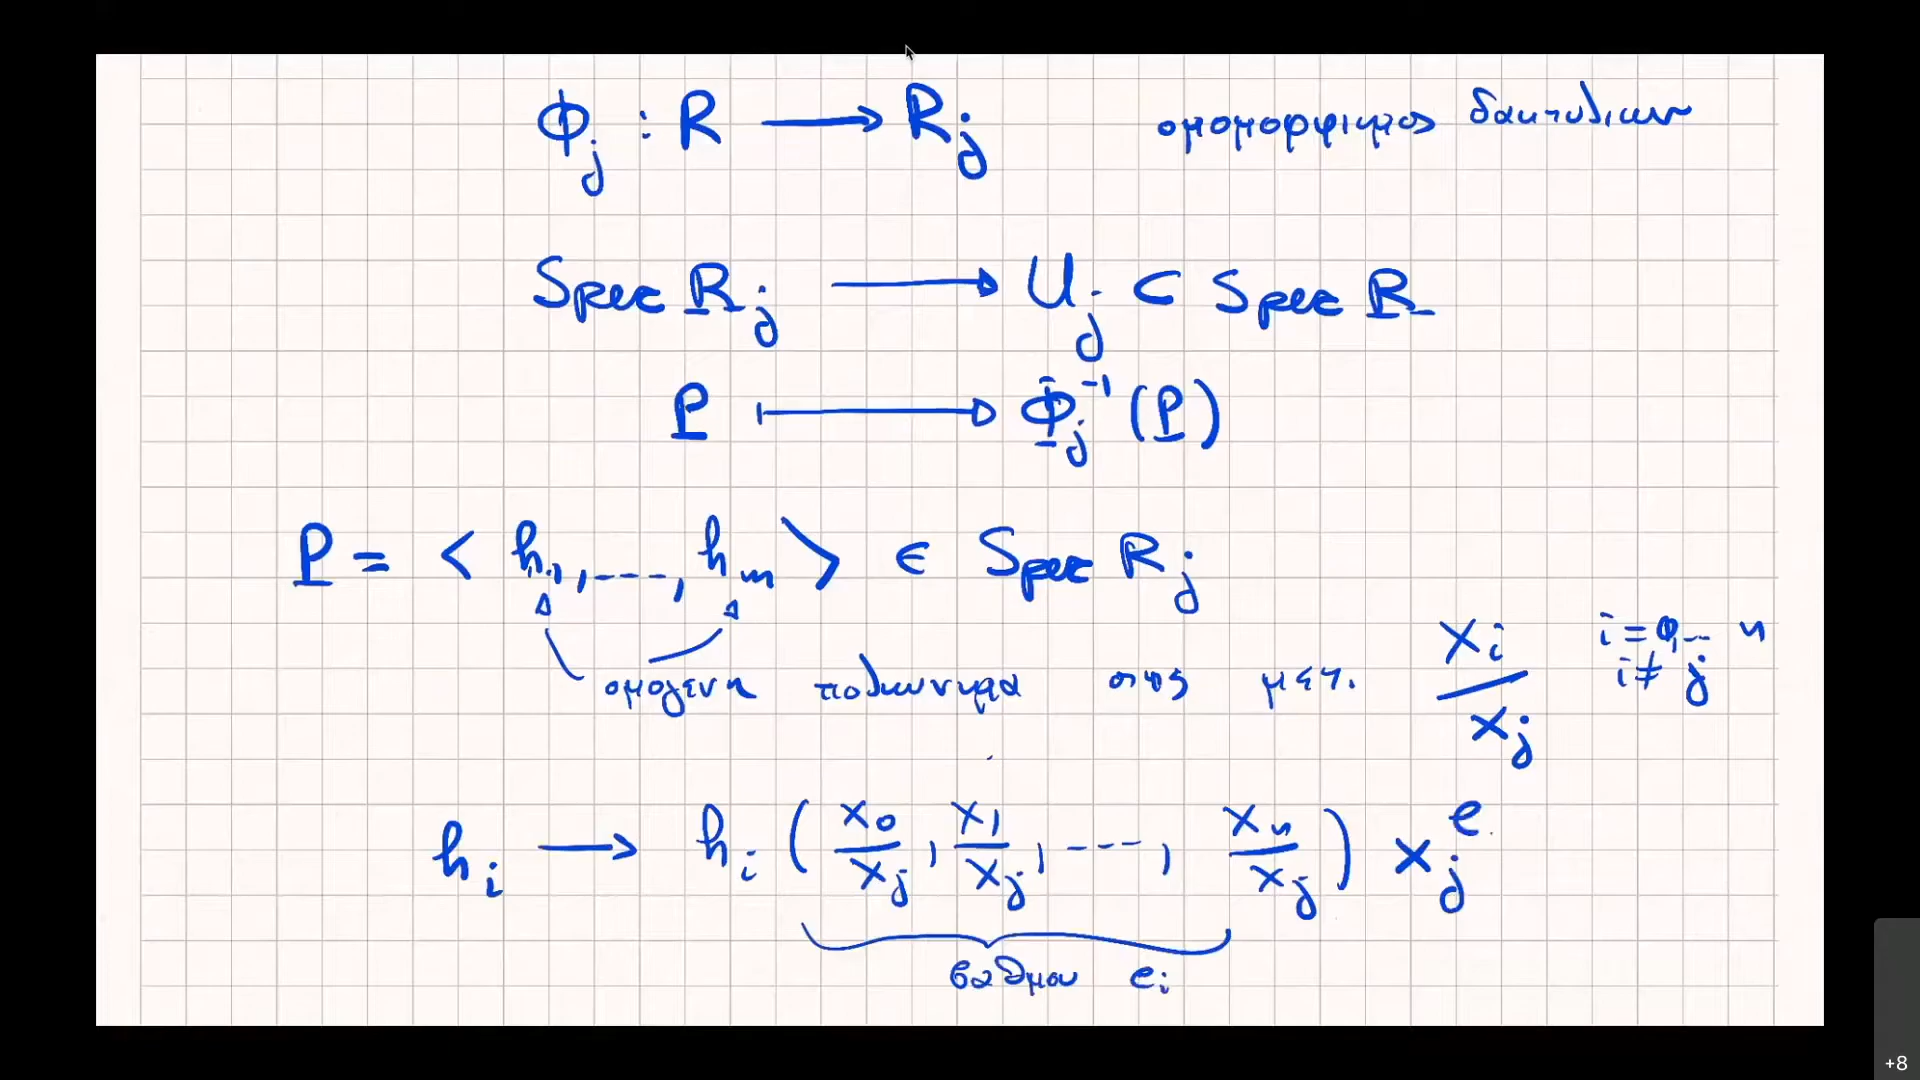 Φ_j : R → R_j ομομορφισμος δακτυλιων
Spec R_j → U_j ⊂ Spec R
P ↦ Φ_j^{-1}(P)
P = < h_1, ---, h_m > ∈ Spec R_j
ομογενη πολυωνυμα στις μετ. x_i / x_j i = 0, .. n i ≠ j
h_i → h_i ( x_0/x_j , x_1/x_j , ---, x_n/x_j ) x_j^e
βαθμου e_i
+8